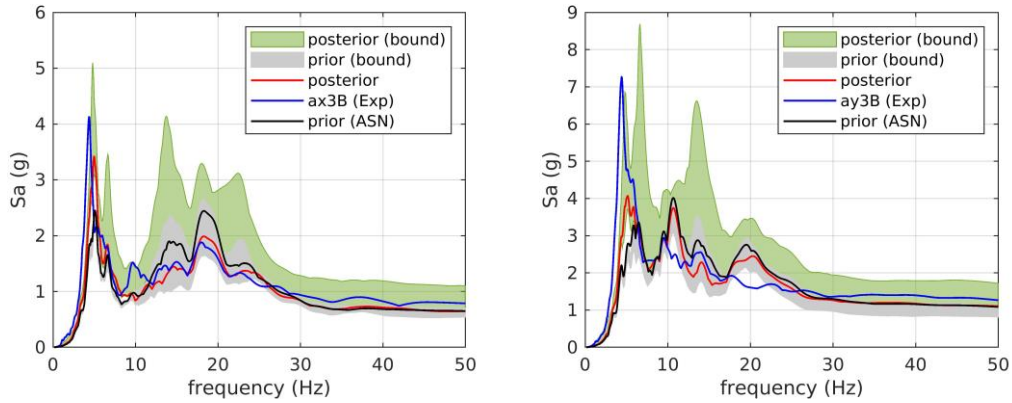 6
5
4
3
2
1
0
Sa (g)
0 10 20 30 40 50
frequency (Hz)
posterior (bound)
prior (bound)
posterior
ax3B (Exp)
prior (ASN)
9
8
7
6
5
4
3
2
1
0
Sa (g)
0 10 20 30 40 50
frequency (Hz)
posterior (bound)
prior (bound)
posterior
ay3B (Exp)
prior (ASN)